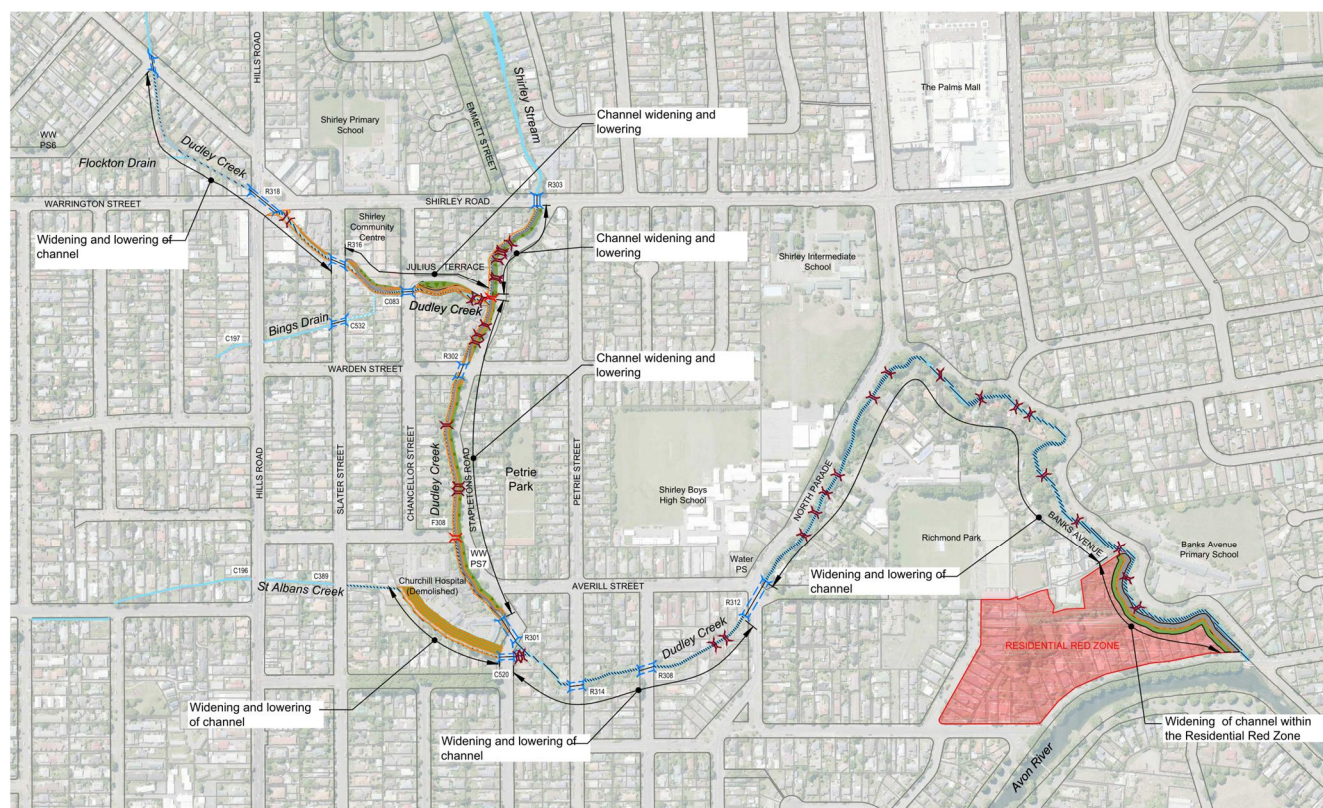 HILLS ROAD
The Palms Mall
Shirley Stream
EMMETT STREET
Channel widening and
lowering
Shirley Primary
School
WW
PS6
Flockton Drain
Dudley Creek
R318
R303
WARRINGTON STREET
SHIRLEY ROAD
Shirley
Community
Centre
Widening and lowering of
channel
R316
Channel widening and
lowering
JULIUS TERRACE
Shirley Intermediate
School
C083
Dudley Creek
Bings Drain
C532
C197
R302
Channel widening and
lowering
WARDEN STREET
HILLS ROAD
SLATER STREET
CHANCELLOR STREET
Dudley Creek
STAPLETONS ROAD
Petrie
Park
PETRIE STREET
Shirley Boys
High School
NORTH PARADE
F308
Richmond Park
BANKS AVENUE
Banks Avenue
Primary School
WW
PS7
Water
PS
C196
C389
St Albans Creek
Churchill Hospital
(Demolished)
AVERILL STREET
Widening and lowering of
channel
R312
Dudley Creek
R301
RESIDENTIAL RED ZONE
C520
R314
R308
Widening and lowering
of channel
Widening and lowering of
channel
Widening of channel within
the Residential Red Zone
Avon River